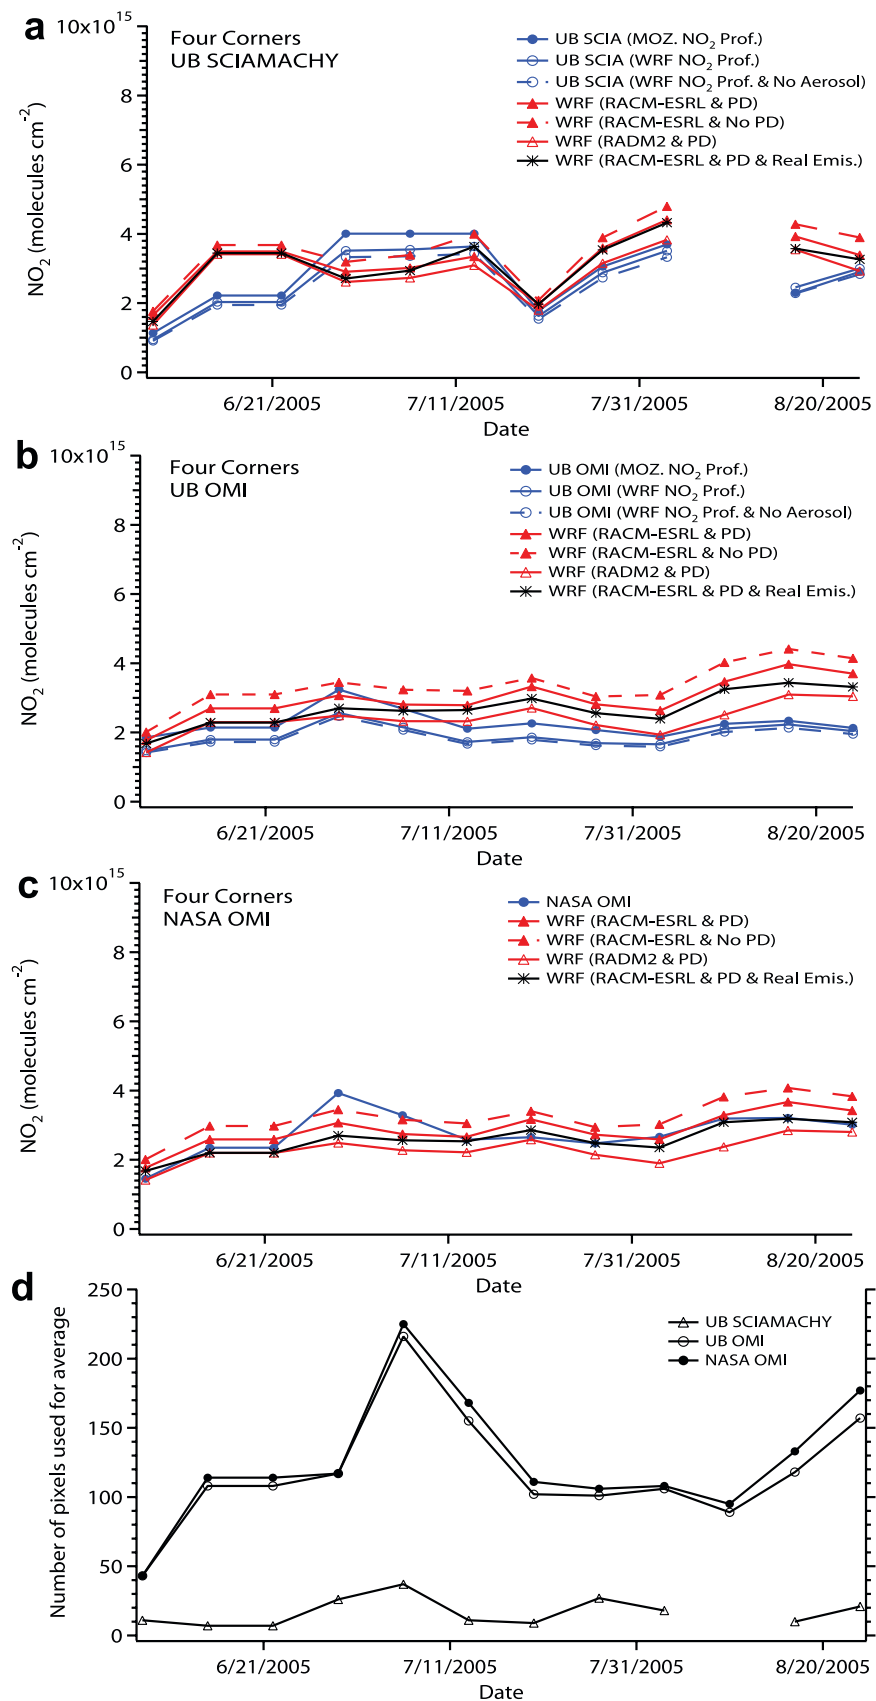 a
10x10¹⁵
8
6
4
2
0
NO₂ (molecules cm⁻²)
Four Corners
UB SCIAMACHY
UB SCIA (MOZ. NO₂ Prof.)
UB SCIA (WRF NO₂ Prof.)
UB SCIA (WRF NO₂ Prof. & No Aerosol)
WRF (RACM-ESRL & PD)
WRF (RACM-ESRL & No PD)
WRF (RADM2 & PD)
WRF (RACM-ESRL & PD & Real Emis.)
6/21/2005 7/11/2005 7/31/2005 8/20/2005
Date
b
10x10¹⁵
8
6
4
2
0
NO₂ (molecules cm⁻²)
Four Corners
UB OMI
UB OMI (MOZ. NO₂ Prof.)
UB OMI (WRF NO₂ Prof.)
UB OMI (WRF NO₂ Prof. & No Aerosol)
WRF (RACM-ESRL & PD)
WRF (RACM-ESRL & No PD)
WRF (RADM2 & PD)
WRF (RACM-ESRL & PD & Real Emis.)
6/21/2005 7/11/2005 7/31/2005 8/20/2005
Date
c
10x10¹⁵
8
6
4
2
0
NO₂ (molecules cm⁻²)
Four Corners
NASA OMI
NASA OMI
WRF (RACM-ESRL & PD)
WRF (RACM-ESRL & No PD)
WRF (RADM2 & PD)
WRF (RACM-ESRL & PD & Real Emis.)
6/21/2005 7/11/2005 7/31/2005 8/20/2005
Date
d
250
200
150
100
50
0
Number of pixels used for average
UB SCIAMACHY
UB OMI
NASA OMI
6/21/2005 7/11/2005 7/31/2005 8/20/2005
Date